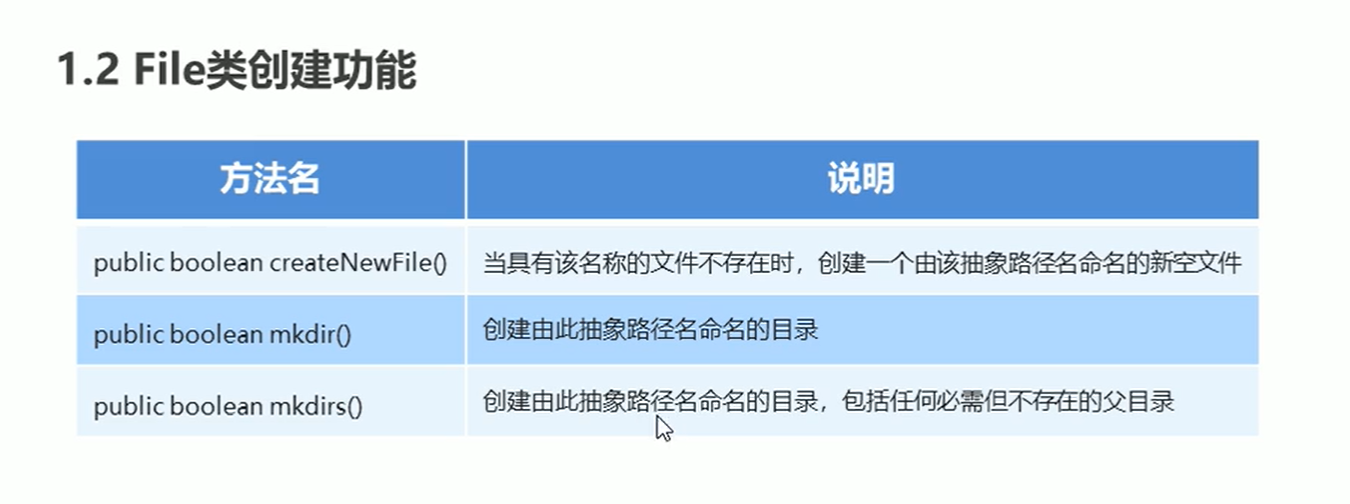 1.2 File类创建功能
方法名
说明
public boolean createNewFile()
当具有该名称的文件不存在时，创建一个由该抽象路径名命名的新空文件
public boolean mkdir()
创建由此抽象路径名命名的目录
public boolean mkdirs()
创建由此抽象路径名命名的目录，包括任何必需但不存在的父目录